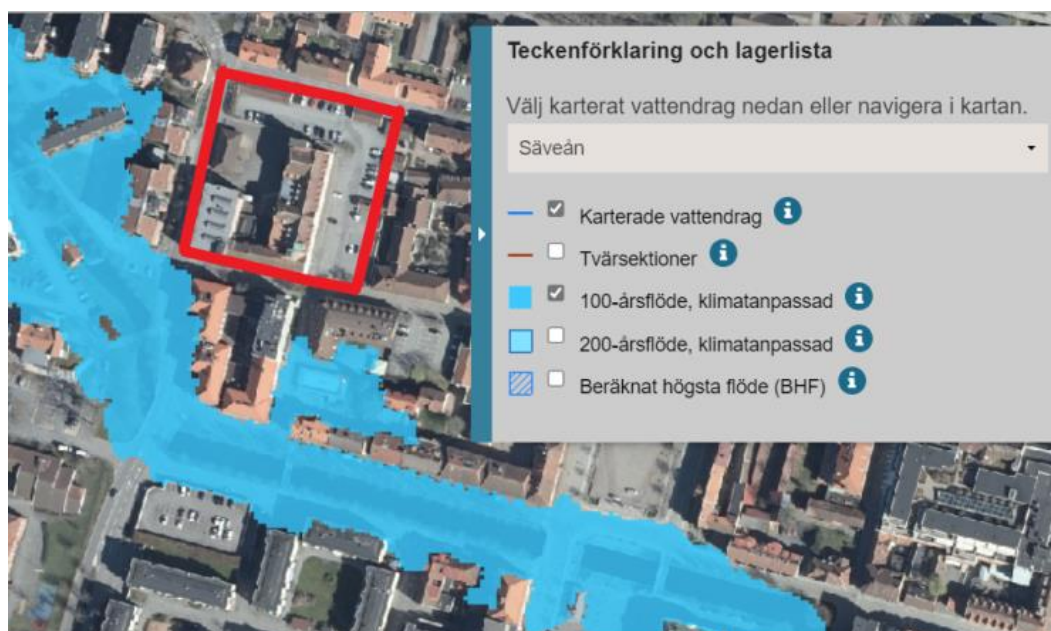 Teckenförklaring och lagerlista
Välj karterat vattendrag nedan eller navigera i kartan.
Säveån
Karterade vattendrag
Tvärsektioner
100-årsflöde, klimatanpassad
200-årsflöde, klimatanpassad
Beräknat högsta flöde (BHF)